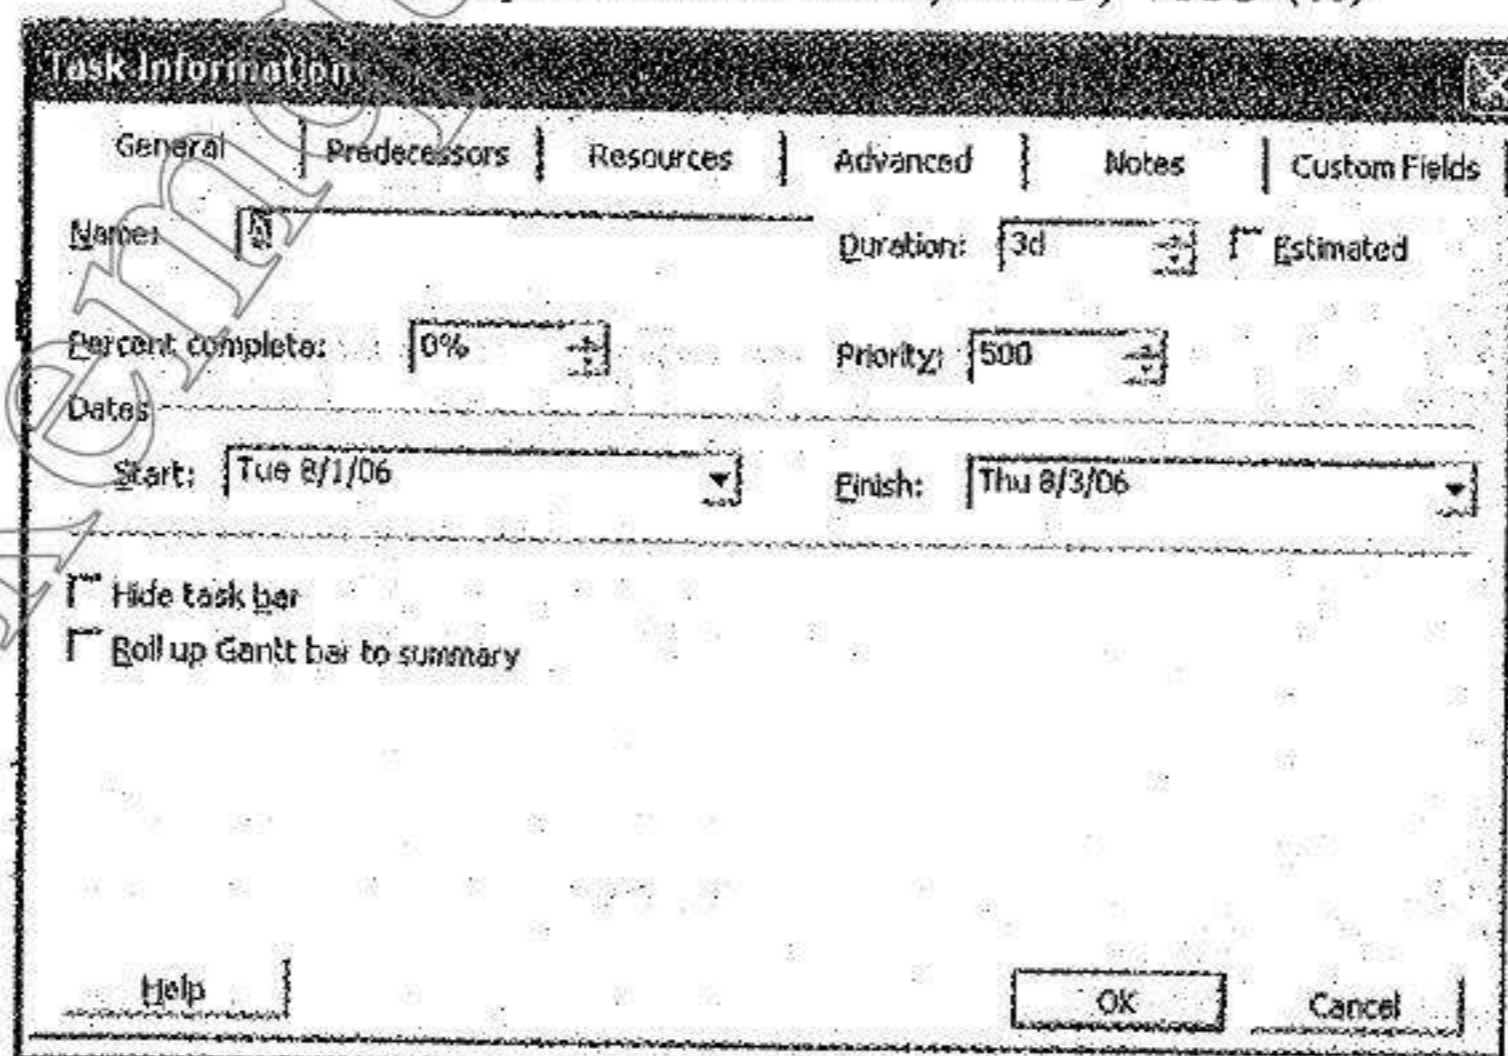 Task Information
General Predecessors Resources Advanced Notes Custom Fields
Name: Duration: 3d Estimated
Percent complete: 0% Priority: 500
Dates
Start: Tue 8/1/06 Finish: Thu 8/3/06
Hide task bar
Roll up Gantt bar to summary
Help OK Cancel